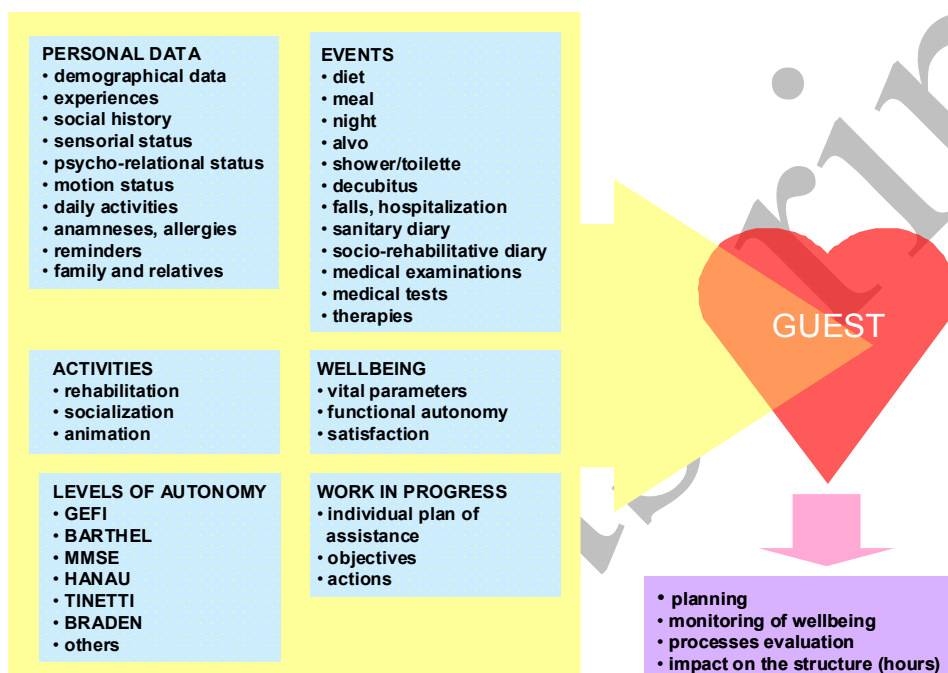 PERSONAL DATA
• demographical data
• experiences
• social history
• sensorial status
• psycho-relational status
• motion status
• daily activities
• anamneses, allergies
• reminders
• family and relatives
EVENTS
• diet
• meal
• night
• alvo
• shower/toilette
• decubitus
• falls, hospitalization
• sanitary diary
• socio-rehabilitative diary
• medical examinations
• medical tests
• therapies
ACTIVITIES
• rehabilitation
• socialization
• animation
WELLBEING
• vital parameters
• functional autonomy
• satisfaction
LEVELS OF AUTONOMY
• GEFI
• BARTHEL
• MMSE
• HANAU
• TINETTI
• BRADEN
• others
WORK IN PROGRESS
• individual plan of
assistance
• objectives
• actions
GUEST
• planning
• monitoring of wellbeing
• processes evaluation
• impact on the structure (hours)